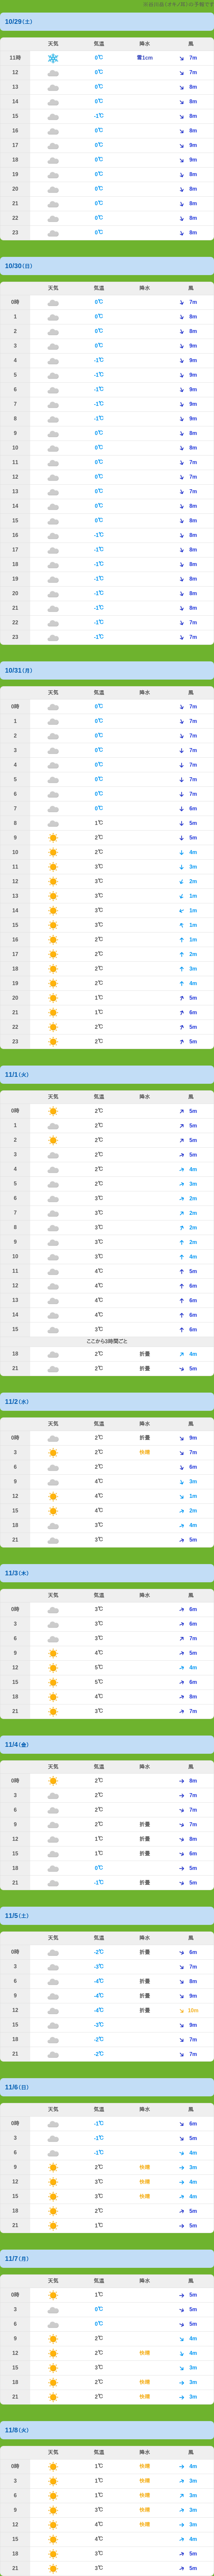 10/29(土)
天気 気温 降水 風
11時 0℃ 雪1cm 7m
12 0℃ 7m
13 0℃ 8m
14 0℃ 8m
15 -1℃ 8m
16 0℃ 8m
17 0℃ 9m
18 0℃ 9m
19 0℃ 8m
20 0℃ 8m
21 0℃ 8m
22 0℃ 8m
23 0℃ 8m
10/30(日)
天気 気温 降水 風
0時 0℃ 7m
1 0℃ 8m
2 0℃ 8m
3 0℃ 9m
4 -1℃ 9m
5 -1℃ 9m
6 -1℃ 9m
7 -1℃ 9m
8 -1℃ 9m
9 0℃ 8m
10 0℃ 8m
11 0℃ 7m
12 0℃ 7m
13 0℃ 7m
14 0℃ 8m
15 0℃ 8m
16 -1℃ 8m
17 -1℃ 8m
18 -1℃ 8m
19 -1℃ 8m
20 -1℃ 8m
21 -1℃ 8m
22 -1℃ 7m
23 -1℃ 7m
10/31(月)
天気 気温 降水 風
0時 0℃ 7m
1 0℃ 7m
2 0℃ 7m
3 0℃ 7m
4 0℃ 7m
5 0℃ 7m
6 0℃ 7m
7 0℃ 6m
8 1℃ 5m
9 2℃ 5m
10 2℃ 4m
11 3℃ 3m
12 3℃ 2m
13 3℃ 1m
14 3℃ 1m
15 3℃ 1m
16 2℃ 1m
17 2℃ 2m
18 2℃ 3m
19 2℃ 4m
20 1℃ 5m
21 1℃ 6m
22 2℃ 5m
23 2℃ 5m
11/1(火)
天気 気温 降水 風
0時 2℃ 5m
1 2℃ 5m
2 2℃ 5m
3 2℃ 5m
4 2℃ 4m
5 2℃ 3m
6 3℃ 2m
7 3℃ 2m
8 3℃ 2m
9 3℃ 2m
10 3℃ 4m
11 4℃ 5m
12 4℃ 6m
13 4℃ 6m
14 4℃ 6m
15 3℃ 6m
ここから3時間ごと
18 2℃ 折畳 4m
21 2℃ 折畳 5m
11/2(水)
天気 気温 降水 風
0時 2℃ 折畳 9m
3 2℃ 快晴 7m
6 2℃ 6m
9 4℃ 3m
12 4℃ 1m
15 4℃ 2m
18 3℃ 4m
21 3℃ 5m
11/3(木)
天気 気温 降水 風
0時 3℃ 6m
3 3℃ 6m
6 3℃ 7m
9 4℃ 5m
12 5℃ 4m
15 5℃ 6m
18 4℃ 8m
21 3℃ 7m
11/4(金)
天気 気温 降水 風
0時 2℃ 8m
3 2℃ 7m
6 2℃ 7m
9 2℃ 折畳 7m
12 1℃ 折畳 8m
15 1℃ 折畳 6m
18 0℃ 5m
21 -1℃ 折畳 5m
11/5(土)
天気 気温 降水 風
0時 -2℃ 折畳 6m
3 -3℃ 7m
6 -4℃ 折畳 8m
9 -4℃ 折畳 9m
12 -4℃ 折畳 10m
15 -3℃ 9m
18 -2℃ 7m
21 -2℃ 7m
11/6(日)
天気 気温 降水 風
0時 -1℃ 6m
3 -1℃ 5m
6 -1℃ 4m
9 2℃ 快晴 3m
12 3℃ 快晴 4m
15 3℃ 快晴 4m
18 2℃ 5m
21 1℃ 5m
11/7(月)
天気 気温 降水 風
0時 1℃ 5m
3 0℃ 5m
6 0℃ 5m
9 2℃ 4m
12 2℃ 快晴 4m
15 3℃ 3m
18 2℃ 快晴 3m
21 2℃ 快晴 3m
11/8(火)
天気 気温 降水 風
0時 1℃ 快晴 4m
3 1℃ 快晴 3m
6 1℃ 快晴 3m
9 3℃ 快晴 3m
12 4℃ 快晴 3m
15 4℃ 4m
18 3℃ 5m
21 3℃ 5m